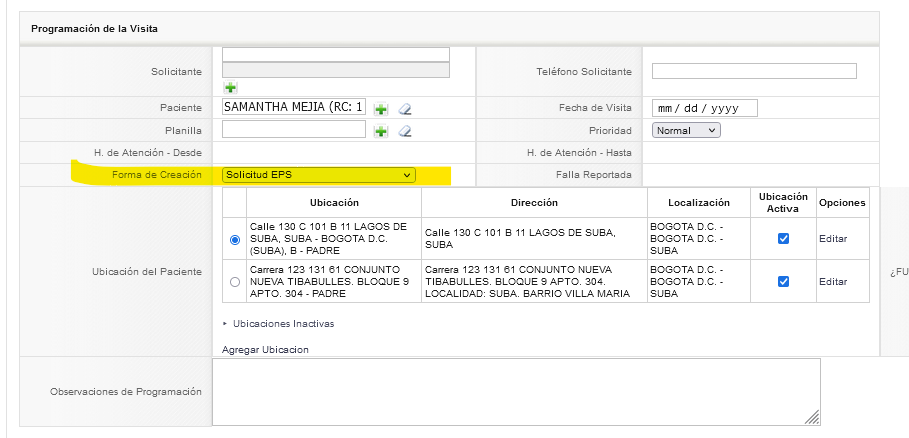 Programación de la Visita
Solicitante
Teléfono Solicitante
Paciente SAMANTHA MEJIA (RC: 1
Fecha de Visita mm / dd / yyyy
Planilla
Prioridad Normal
H. de Atención - Desde
H. de Atención - Hasta
Forma de Creación Solicitud EPS
Falla Reportada
Ubicación del Paciente
Ubicación Dirección Localización Ubicación Activa Opciones
Calle 130 C 101 B 11 LAGOS DE
SUBA, SUBA - BOGOTA D.C.
(SUBA), B - PADRE
Calle 130 C 101 B 11 LAGOS DE SUBA,
SUBA
BOGOTA D.C. -
BOGOTA D.C. -
SUBA
Editar
Carrera 123 131 61 CONJUNTO
NUEVA TIBABULLES. BLOQUE 9
APTO. 304 - PADRE
Carrera 123 131 61 CONJUNTO NUEVA
TIBABULLES. BLOQUE 9 APTO. 304.
LOCALIDAD: SUBA. BARRIO VILLA MARIA
BOGOTA D.C. -
BOGOTA D.C. -
SUBA
Editar
Ubicaciones Inactivas
Agregar Ubicacion
¿FU
Observaciones de Programación